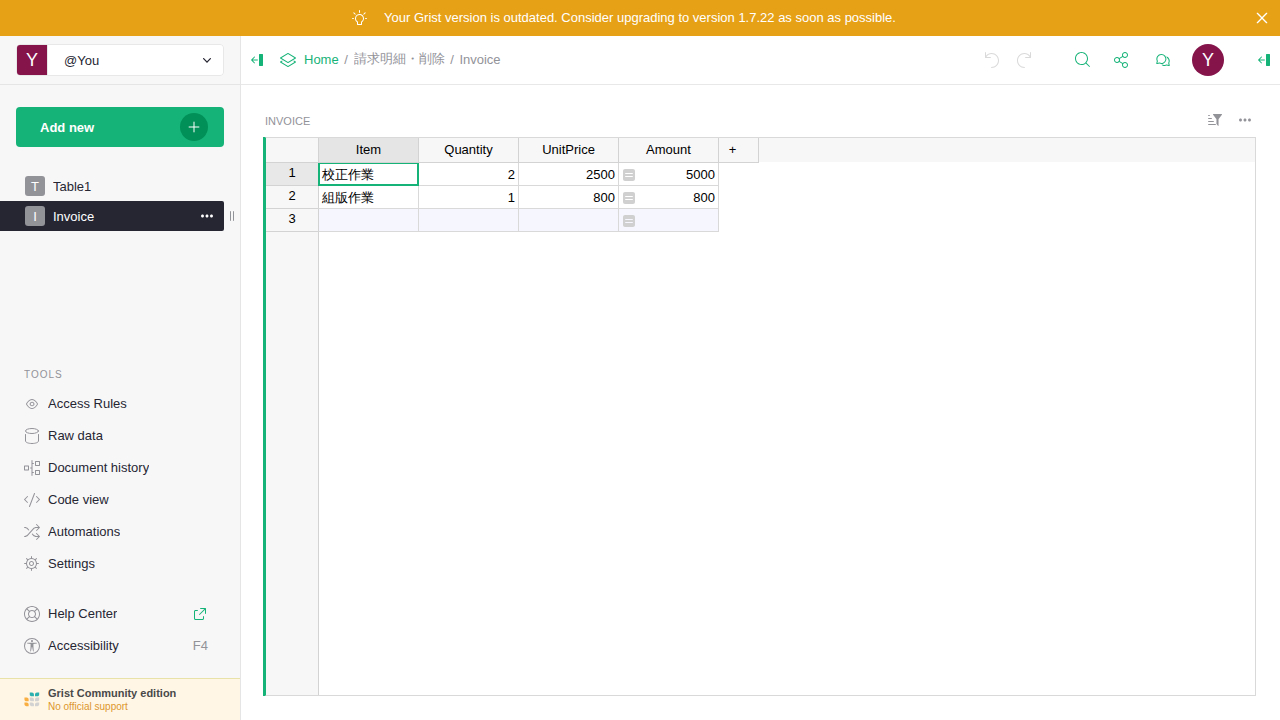 Your Grist version is outdated. Consider upgrading to version 1.7.22 as soon as possible.
Y @You
Home / 請求明細・削除 / Invoice
Y
Add new
T Table1
I Invoice
TOOLS
Access Rules
Raw data
Document history
Code view
Automations
Settings
Help Center
Accessibility F4
Grist Community edition
No official support
INVOICE
Item Quantity UnitPrice Amount +
1 校正作業 2 2500 5000
2 組版作業 1 800 800
3